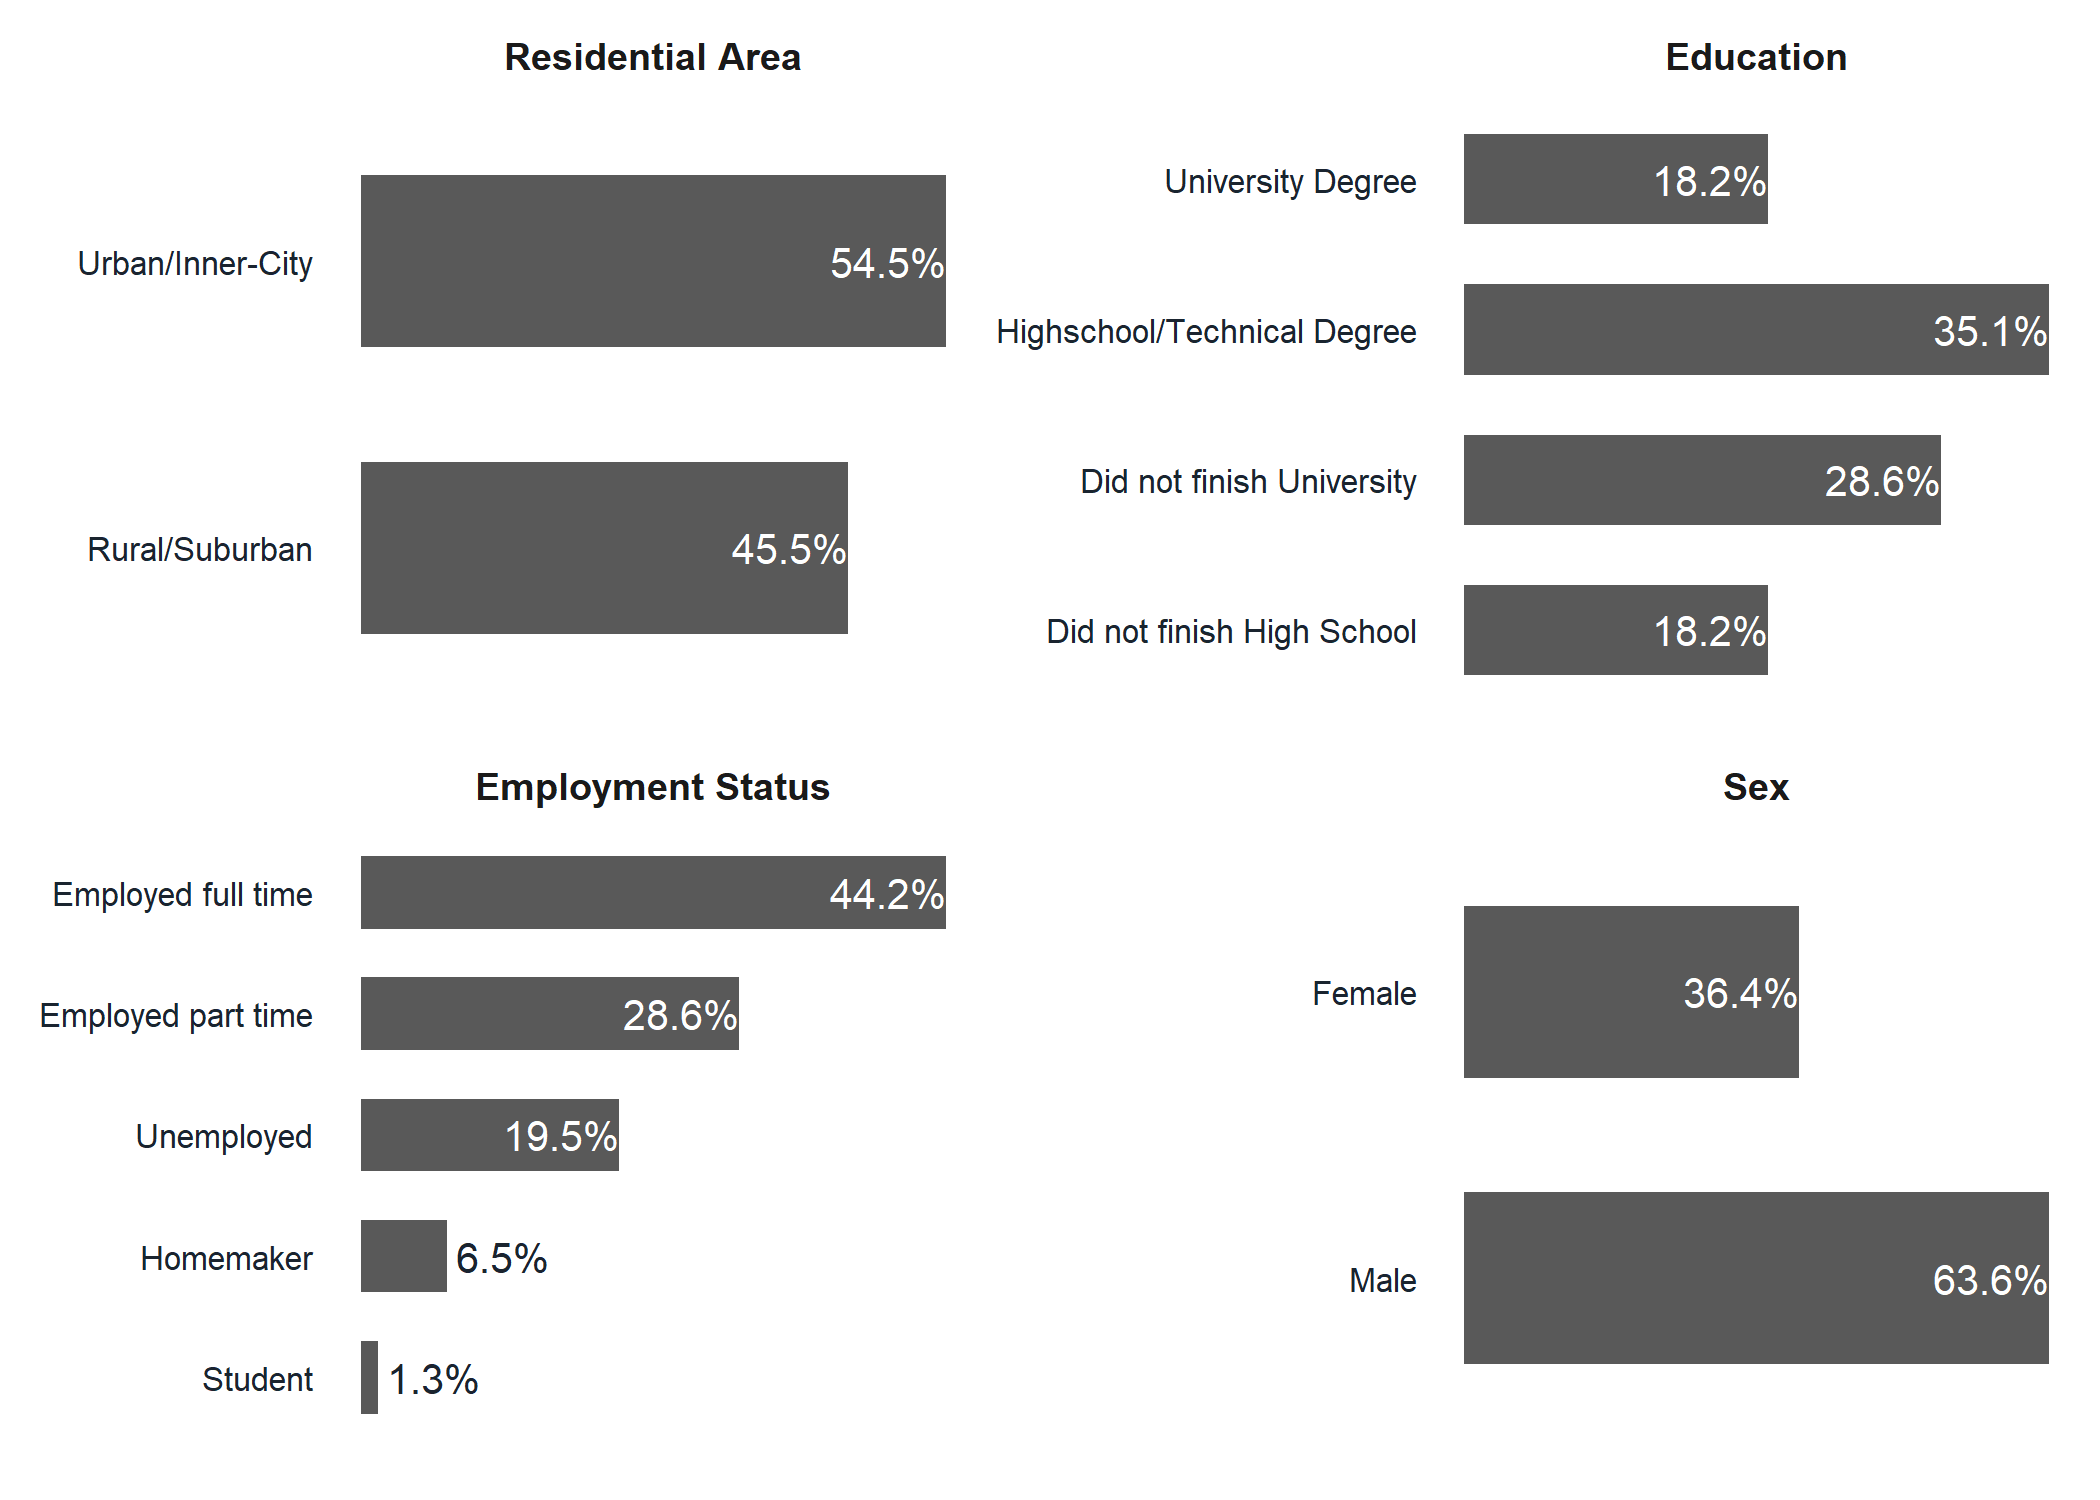 Residential Area
Urban/Inner-City 54.5%
Rural/Suburban 45.5%
Education
University Degree 18.2%
Highschool/Technical Degree 35.1%
Did not finish University 28.6%
Did not finish High School 18.2%
Employment Status
Employed full time 44.2%
Employed part time 28.6%
Unemployed 19.5%
Homemaker 6.5%
Student 1.3%
Sex
Female 36.4%
Male 63.6%